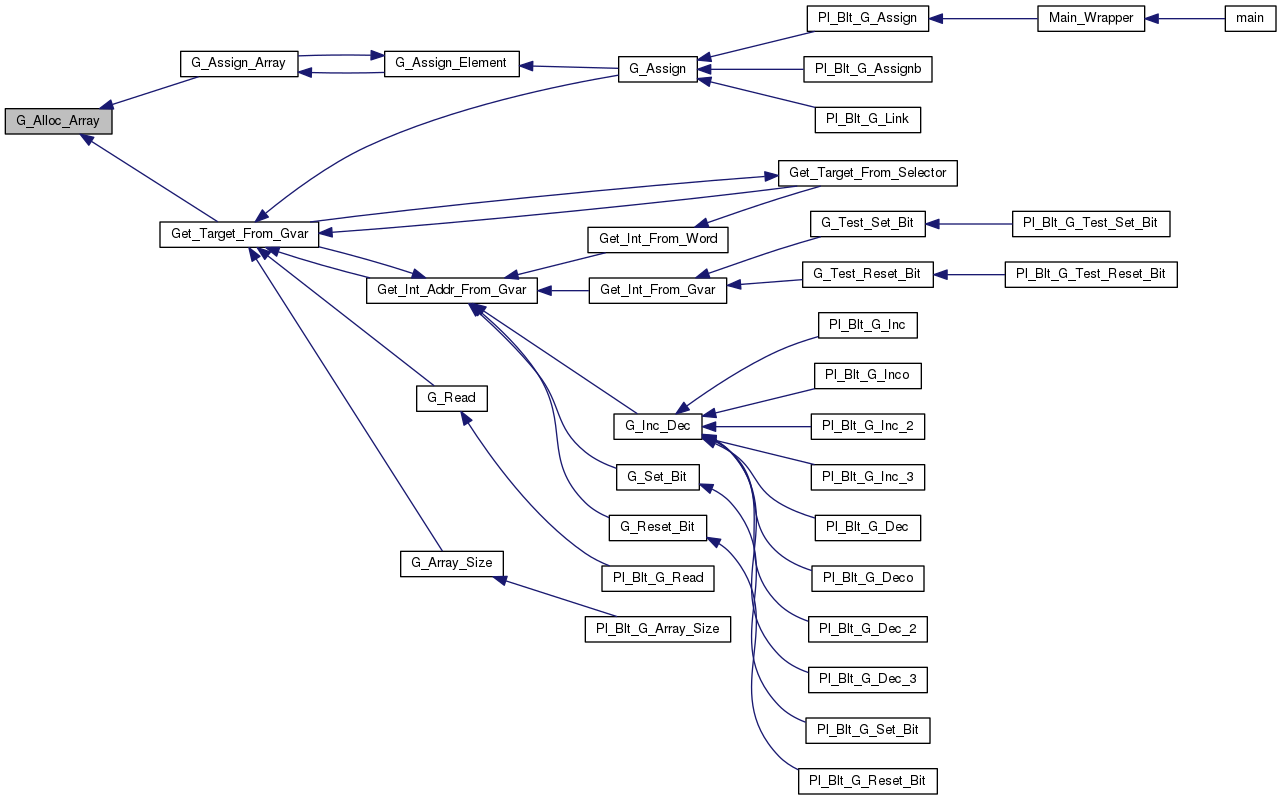 Pl_Blt_G_Assign
Main_Wrapper
main
G_Assign_Array
G_Assign_Element
G_Assign
Pl_Blt_G_Assignb
G_Alloc_Array
Pl_Blt_G_Link
Get_Target_From_Selector
Get_Target_From_Gvar
Get_Int_From_Word
G_Test_Set_Bit
Pl_Blt_G_Test_Set_Bit
Get_Int_Addr_From_Gvar
Get_Int_From_Gvar
G_Test_Reset_Bit
Pl_Blt_G_Test_Reset_Bit
Pl_Blt_G_Inc
Pl_Blt_G_Inco
G_Read
G_Inc_Dec
Pl_Blt_G_Inc_2
G_Set_Bit
Pl_Blt_G_Inc_3
G_Reset_Bit
Pl_Blt_G_Dec
G_Array_Size
Pl_Blt_G_Read
Pl_Blt_G_Deco
Pl_Blt_G_Array_Size
Pl_Blt_G_Dec_2
Pl_Blt_G_Dec_3
Pl_Blt_G_Set_Bit
Pl_Blt_G_Reset_Bit